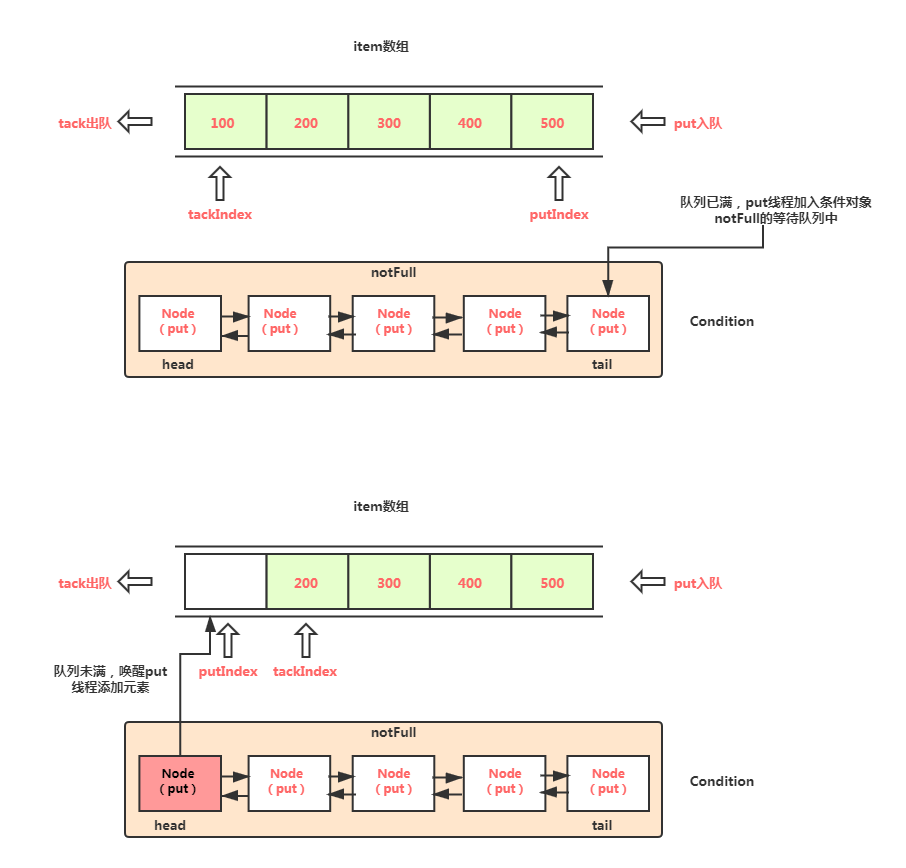 item数组
tack出队
100
200
300
400
500
put入队
tackIndex
putIndex
队列已满，put线程加入条件对象
notFull的等待队列中
notFull
Node
（put）
Node
（put）
Node
（put）
Node
（put）
Node
（put）
head
tail
Condition
item数组
tack出队
200
300
400
500
put入队
队列未满，唤醒put
线程添加元素
putIndex
tackIndex
notFull
Node
（put）
Node
（put）
Node
（put）
Node
（put）
Node
（put）
head
tail
Condition